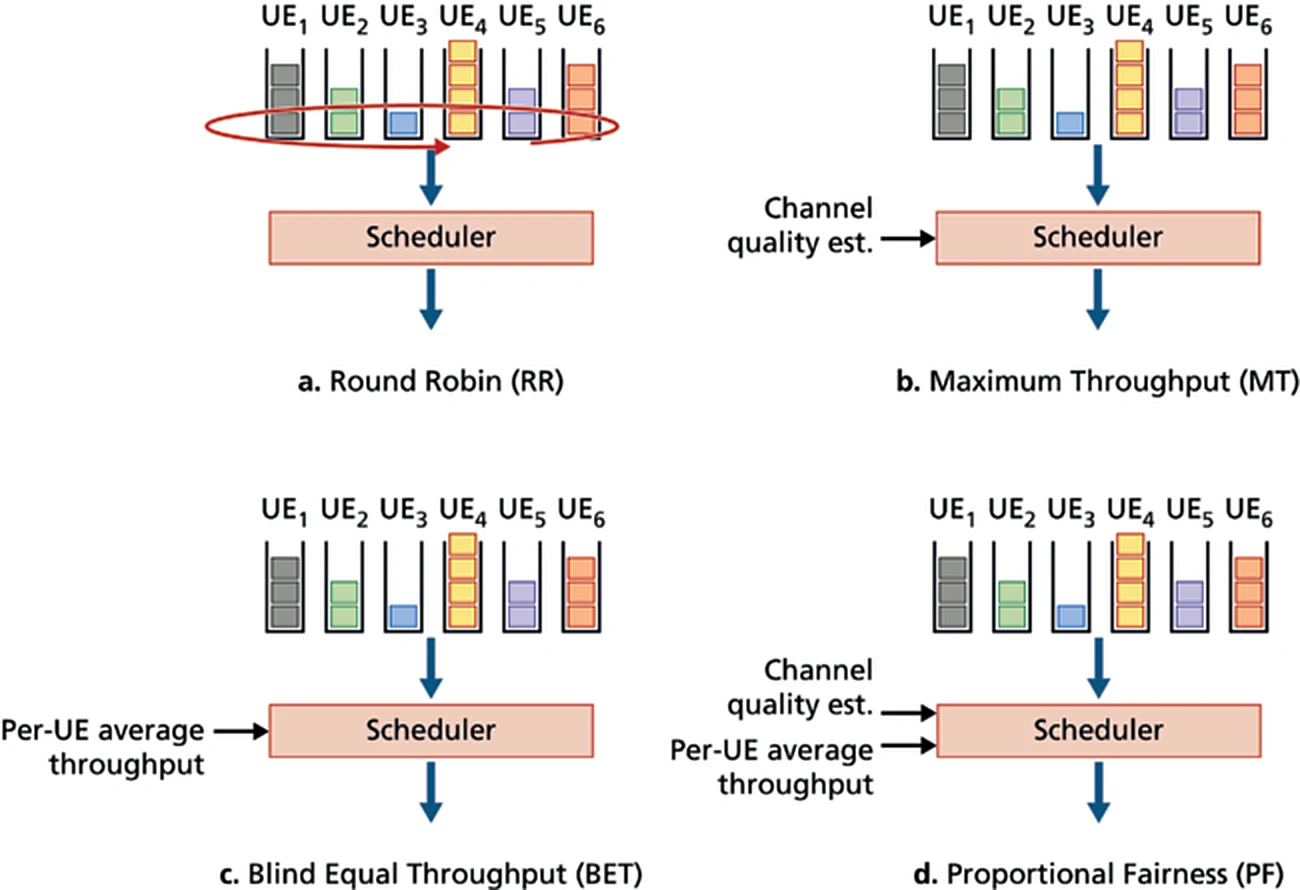 UE1 UE2 UE3 UE4 UE5 UE6
Scheduler
a. Round Robin (RR)
UE1 UE2 UE3 UE4 UE5 UE6
Channel
quality est.
Scheduler
b. Maximum Throughput (MT)
UE1 UE2 UE3 UE4 UE5 UE6
Per-UE average
throughput
Scheduler
c. Blind Equal Throughput (BET)
UE1 UE2 UE3 UE4 UE5 UE6
Channel
quality est.
Per-UE average
throughput
Scheduler
d. Proportional Fairness (PF)